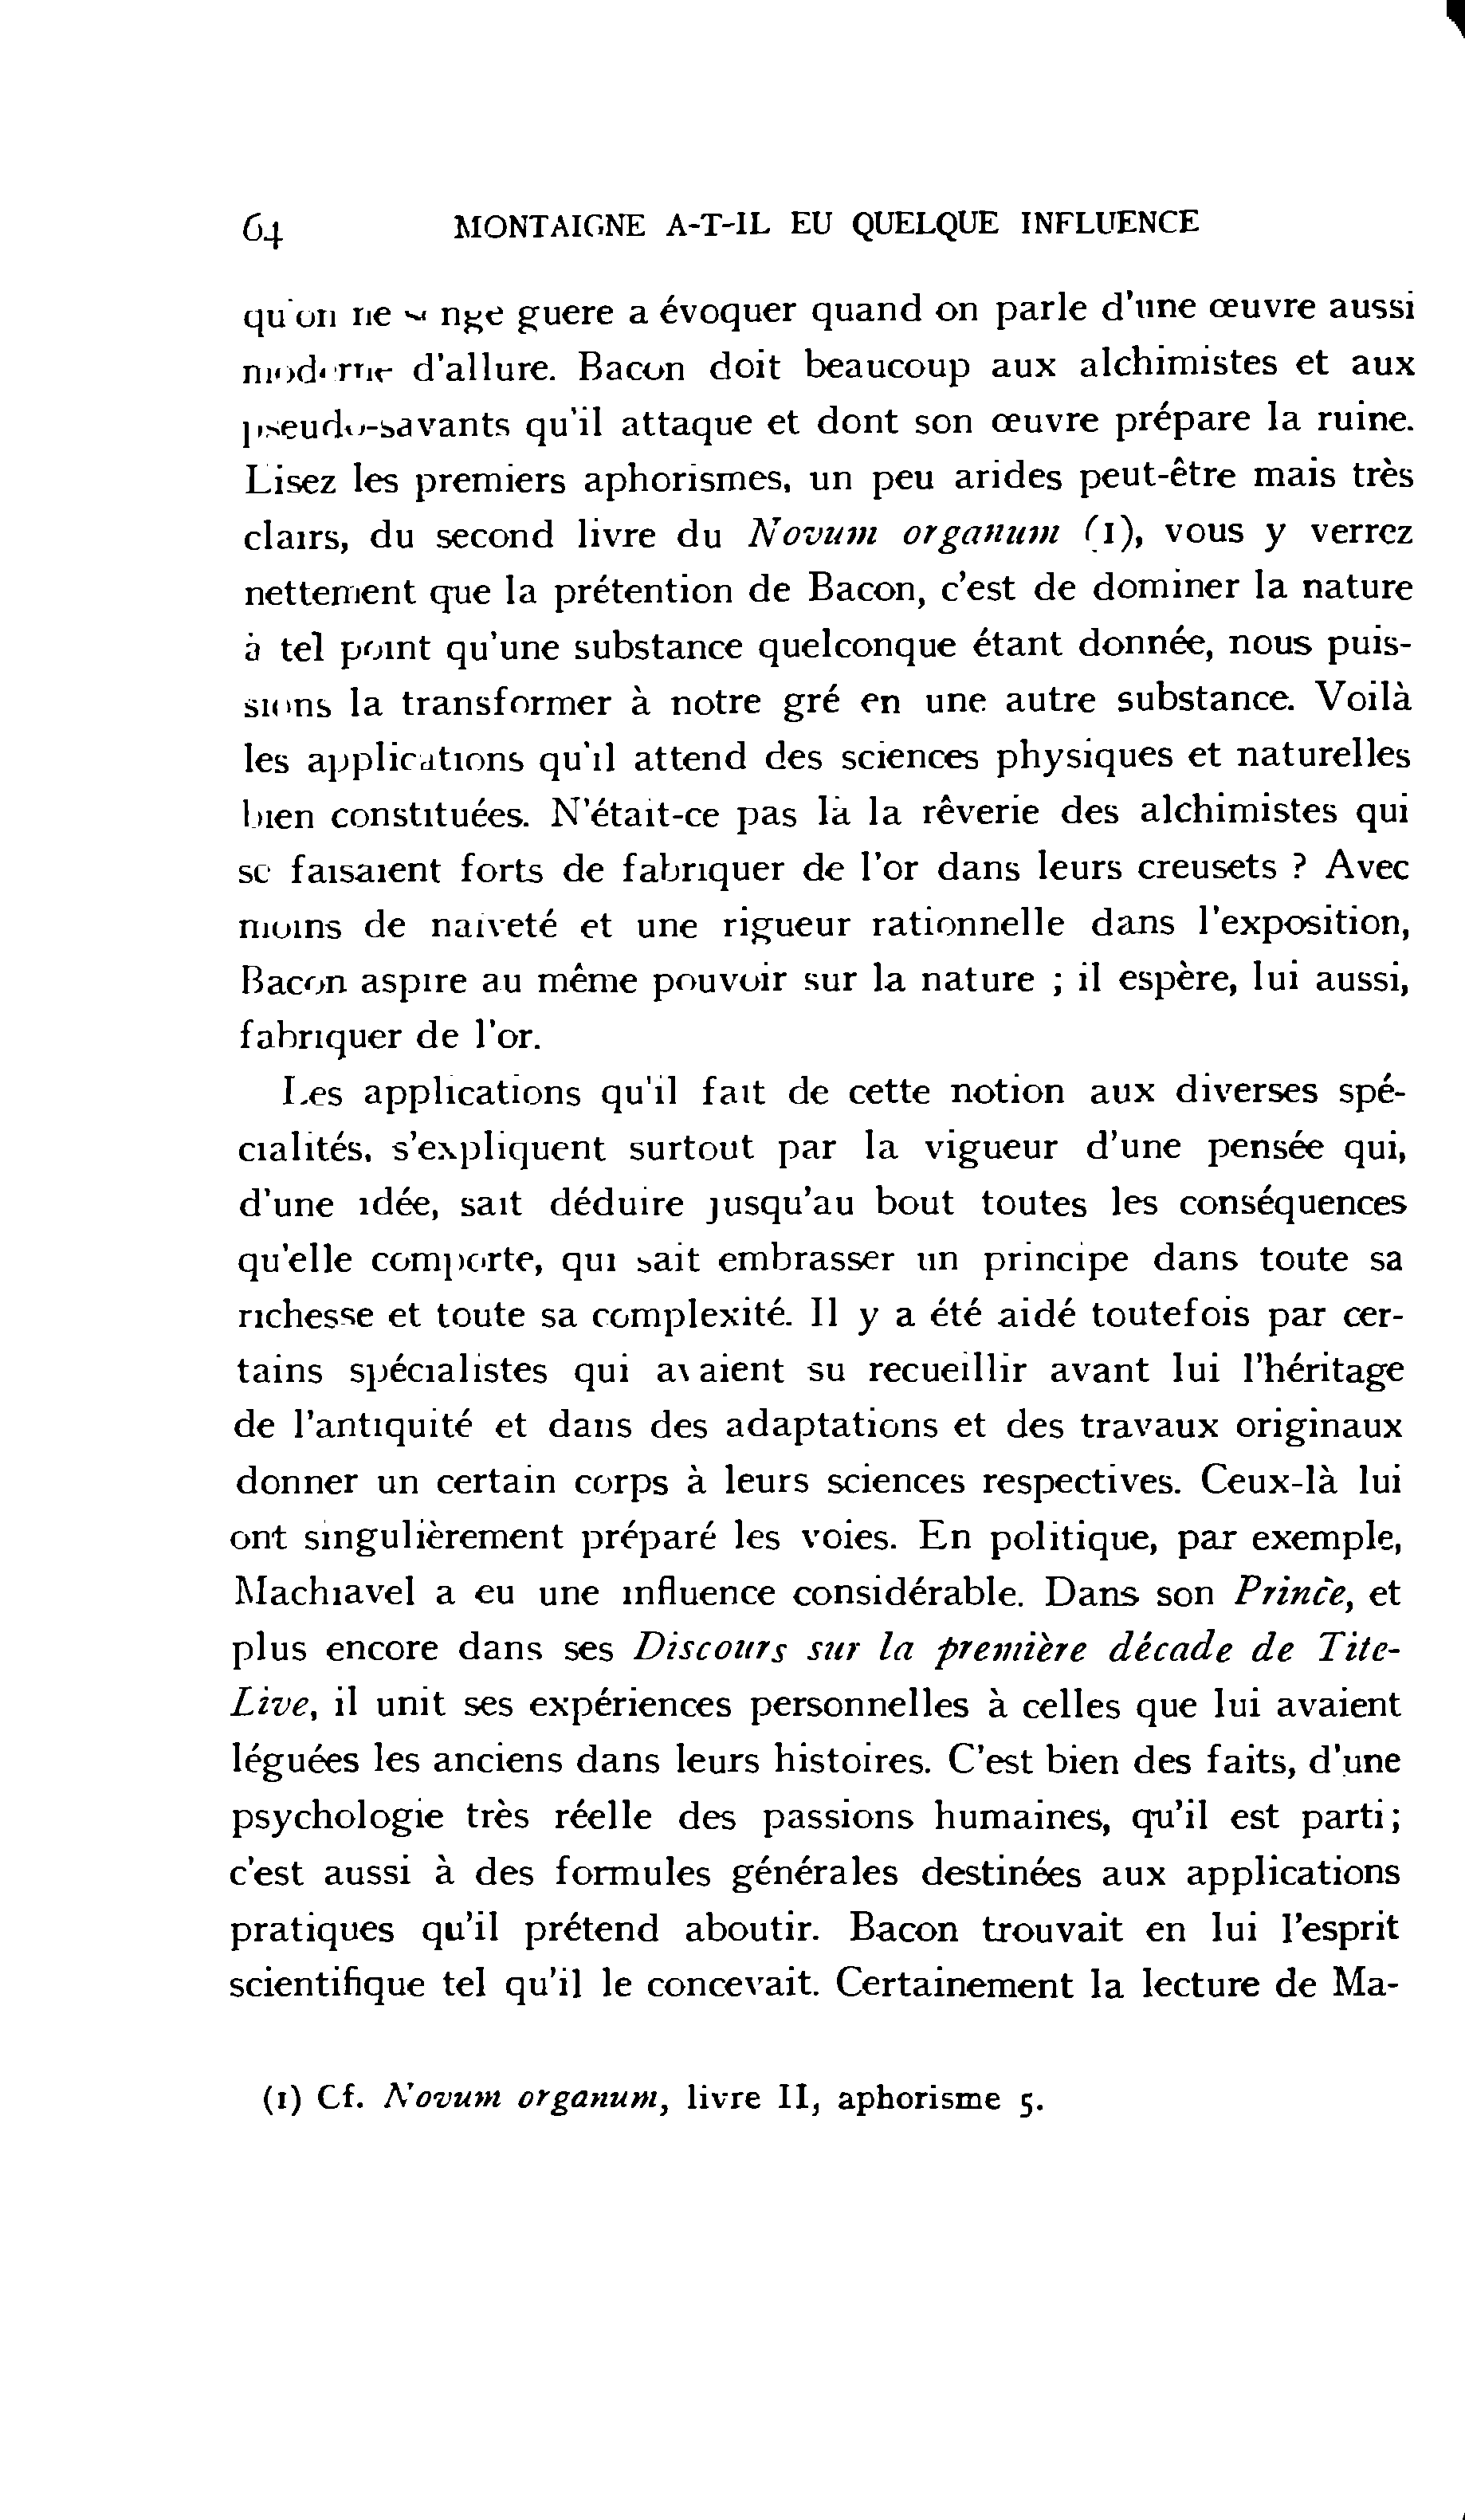 64 MONTAIGNE A-T-IL EU QUELQUE INFLUENCE
qu'on ne songe guere a évoquer quand on parle d'une œuvre aussi
moderne d'allure. Bacon doit beaucoup aux alchimistes et aux
pseudo-savants qu'il attaque et dont son œuvre prépare la ruine.
Lisez les premiers aphorismes, un peu arides peut-être mais très
clairs, du second livre du Novum organum (1), vous y verrez
nettement que la prétention de Bacon, c'est de dominer la nature
à tel point qu'une substance quelconque étant donnée, nous puis-
sions la transformer à notre gré en une autre substance. Voilà
les applications qu'il attend des sciences physiques et naturelles
bien constituées. N'était-ce pas là la rêverie des alchimistes qui
se faisaient forts de fabriquer de l'or dans leurs creusets ? Avec
moins de naïveté et une rigueur rationnelle dans l'exposition,
Bacon aspire au même pouvoir sur la nature ; il espère, lui aussi,
fabriquer de l'or.
Les applications qu'il fait de cette notion aux diverses spé-
cialités, s'expliquent surtout par la vigueur d'une pensée qui,
d'une idée, sait déduire jusqu'au bout toutes les conséquences
qu'elle comporte, qui sait embrasser un principe dans toute sa
richesse et toute sa complexité. Il y a été aidé toutefois par cer-
tains spécialistes qui avaient su recueillir avant lui l'héritage
de l'antiquité et dans des adaptations et des travaux originaux
donner un certain corps à leurs sciences respectives. Ceux-là lui
ont singulièrement préparé les voies. En politique, par exemple,
Machiavel a eu une influence considérable. Dans son Prince, et
plus encore dans ses Discours sur la première décade de Tite-
Live, il unit ses expériences personnelles à celles que lui avaient
léguées les anciens dans leurs histoires. C'est bien des faits, d'une
psychologie très réelle des passions humaines, qu'il est parti ;
c'est aussi à des formules générales destinées aux applications
pratiques qu'il prétend aboutir. Bacon trouvait en lui l'esprit
scientifique tel qu'il le concevait. Certainement la lecture de Ma-
(1) Cf. Novum organum, livre II, aphorisme 5.